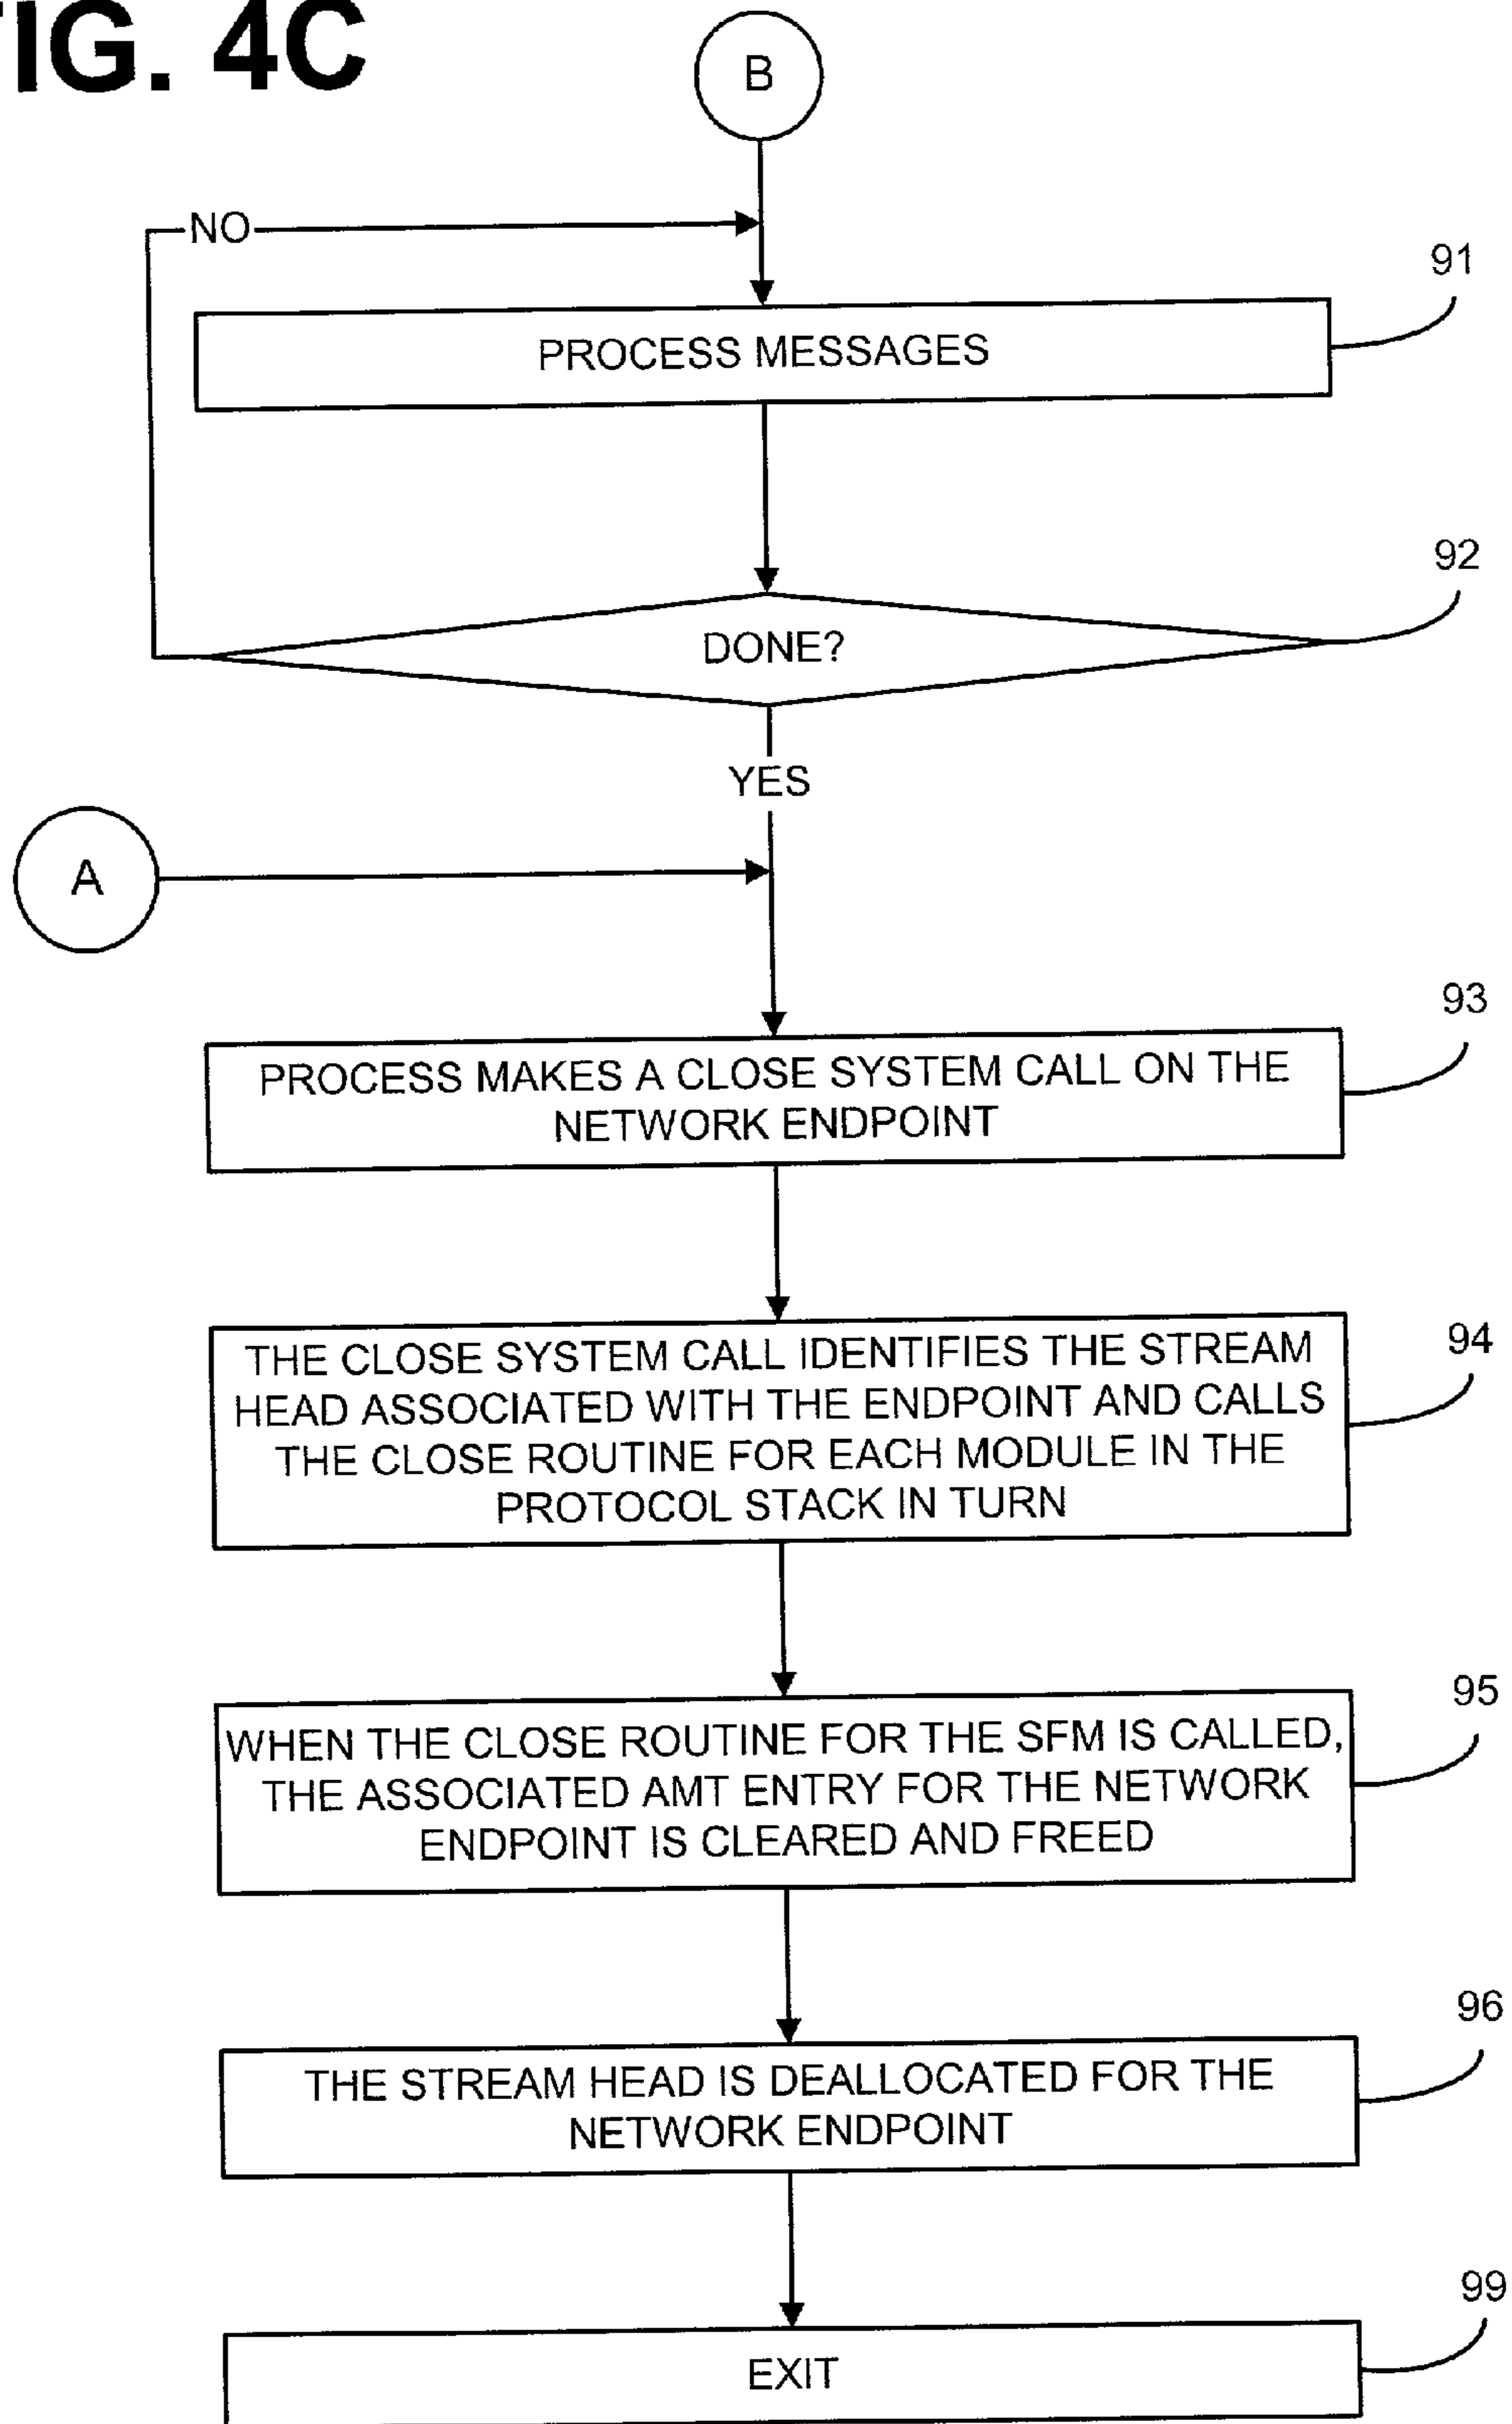 FIG. 4C
B
NO
91
PROCESS MESSAGES
92
DONE?
YES
A
93
PROCESS MAKES A CLOSE SYSTEM CALL ON THE
NETWORK ENDPOINT
94
THE CLOSE SYSTEM CALL IDENTIFIES THE STREAM
HEAD ASSOCIATED WITH THE ENDPOINT AND CALLS
THE CLOSE ROUTINE FOR EACH MODULE IN THE
PROTOCOL STACK IN TURN
95
WHEN THE CLOSE ROUTINE FOR THE SFM IS CALLED,
THE ASSOCIATED AMT ENTRY FOR THE NETWORK
ENDPOINT IS CLEARED AND FREED
96
THE STREAM HEAD IS DEALLOCATED FOR THE
NETWORK ENDPOINT
99
EXIT